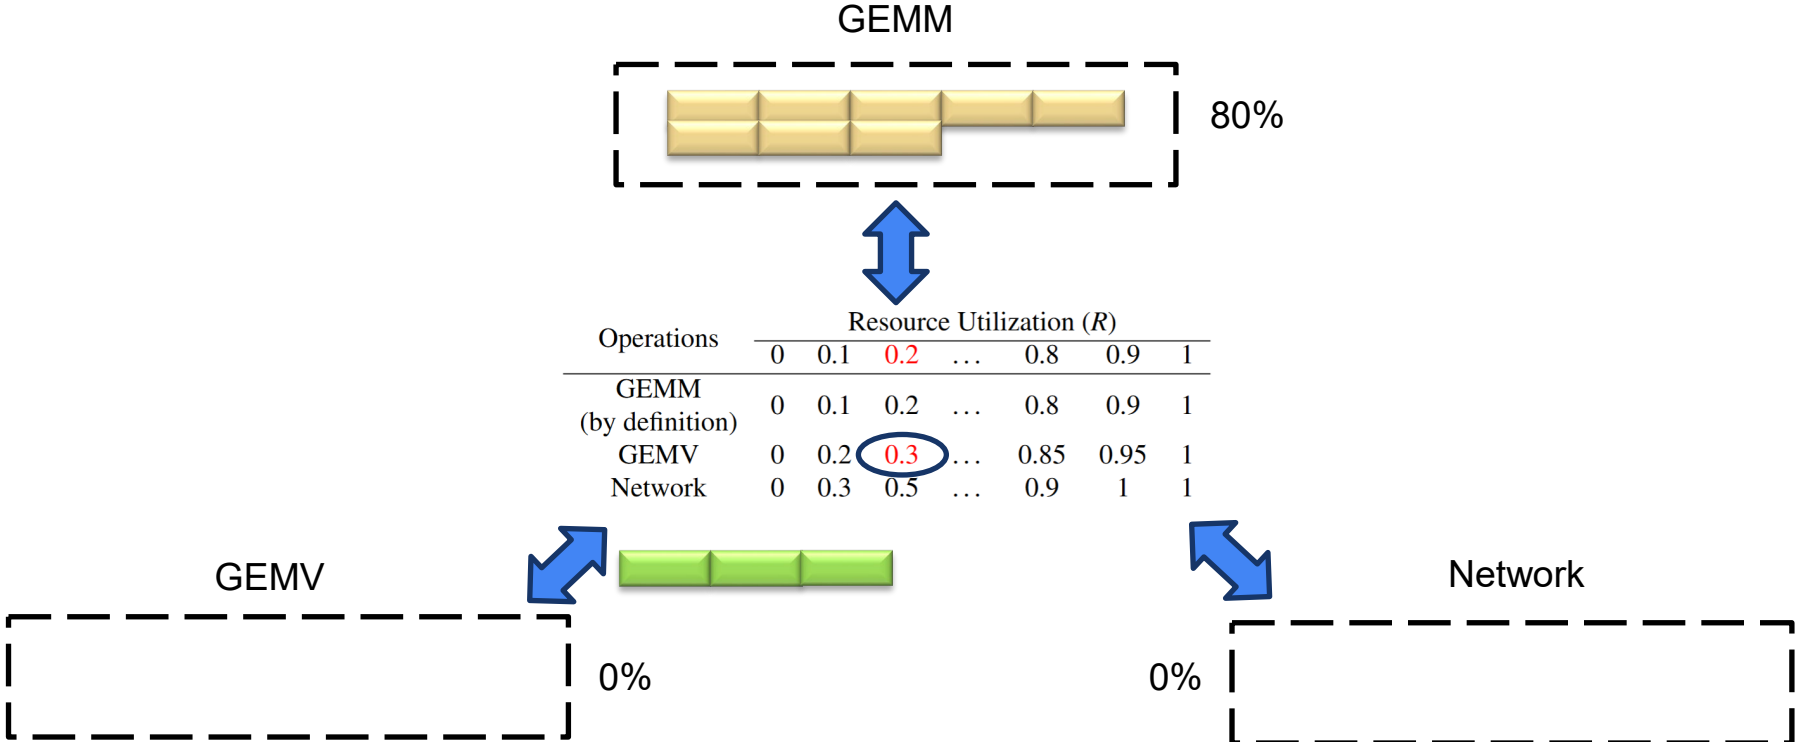 GEMM
80%
Resource Utilization (R)
Operations
0 0.1 0.2 ... 0.8 0.9 1
GEMM
(by definition) 0 0.1 0.2 ... 0.8 0.9 1
GEMV 0 0.2 0.3 ... 0.85 0.95 1
Network 0 0.3 0.5 ... 0.9 1 1
GEMV
Network
0%
0%